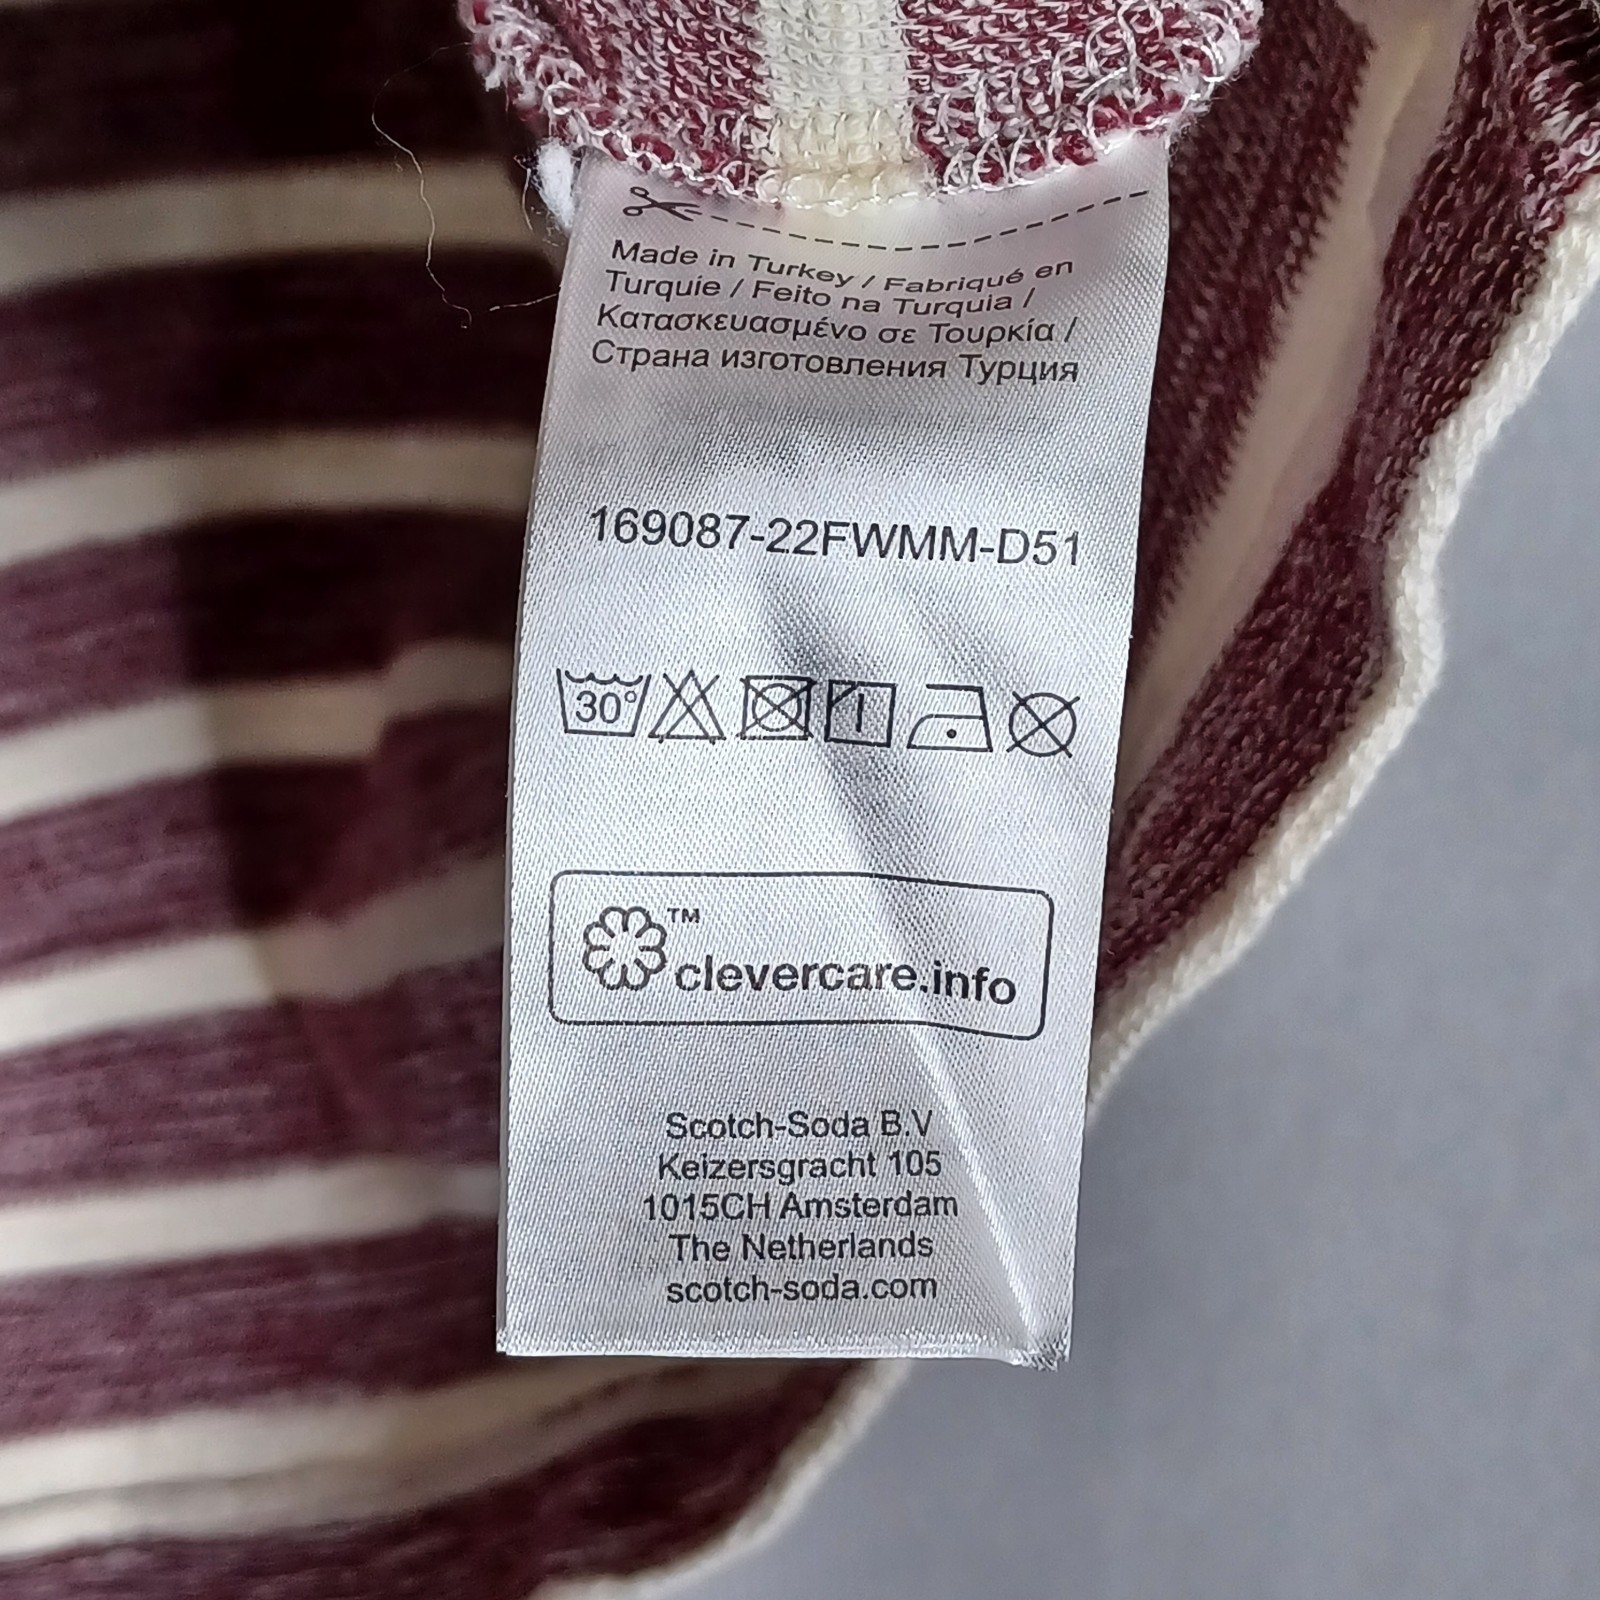 Made in Turkey / Fabriqué en
Turquie / Feito na Turquia /
Κατασκευασμένο σε Τουρκία /
Страна изготовления Турция
169087-22FWMM-D51
30°
™
clevercare.info
Scotch-Soda B.V
Keizersgracht 105
1015CH Amsterdam
The Netherlands
scotch-soda.com